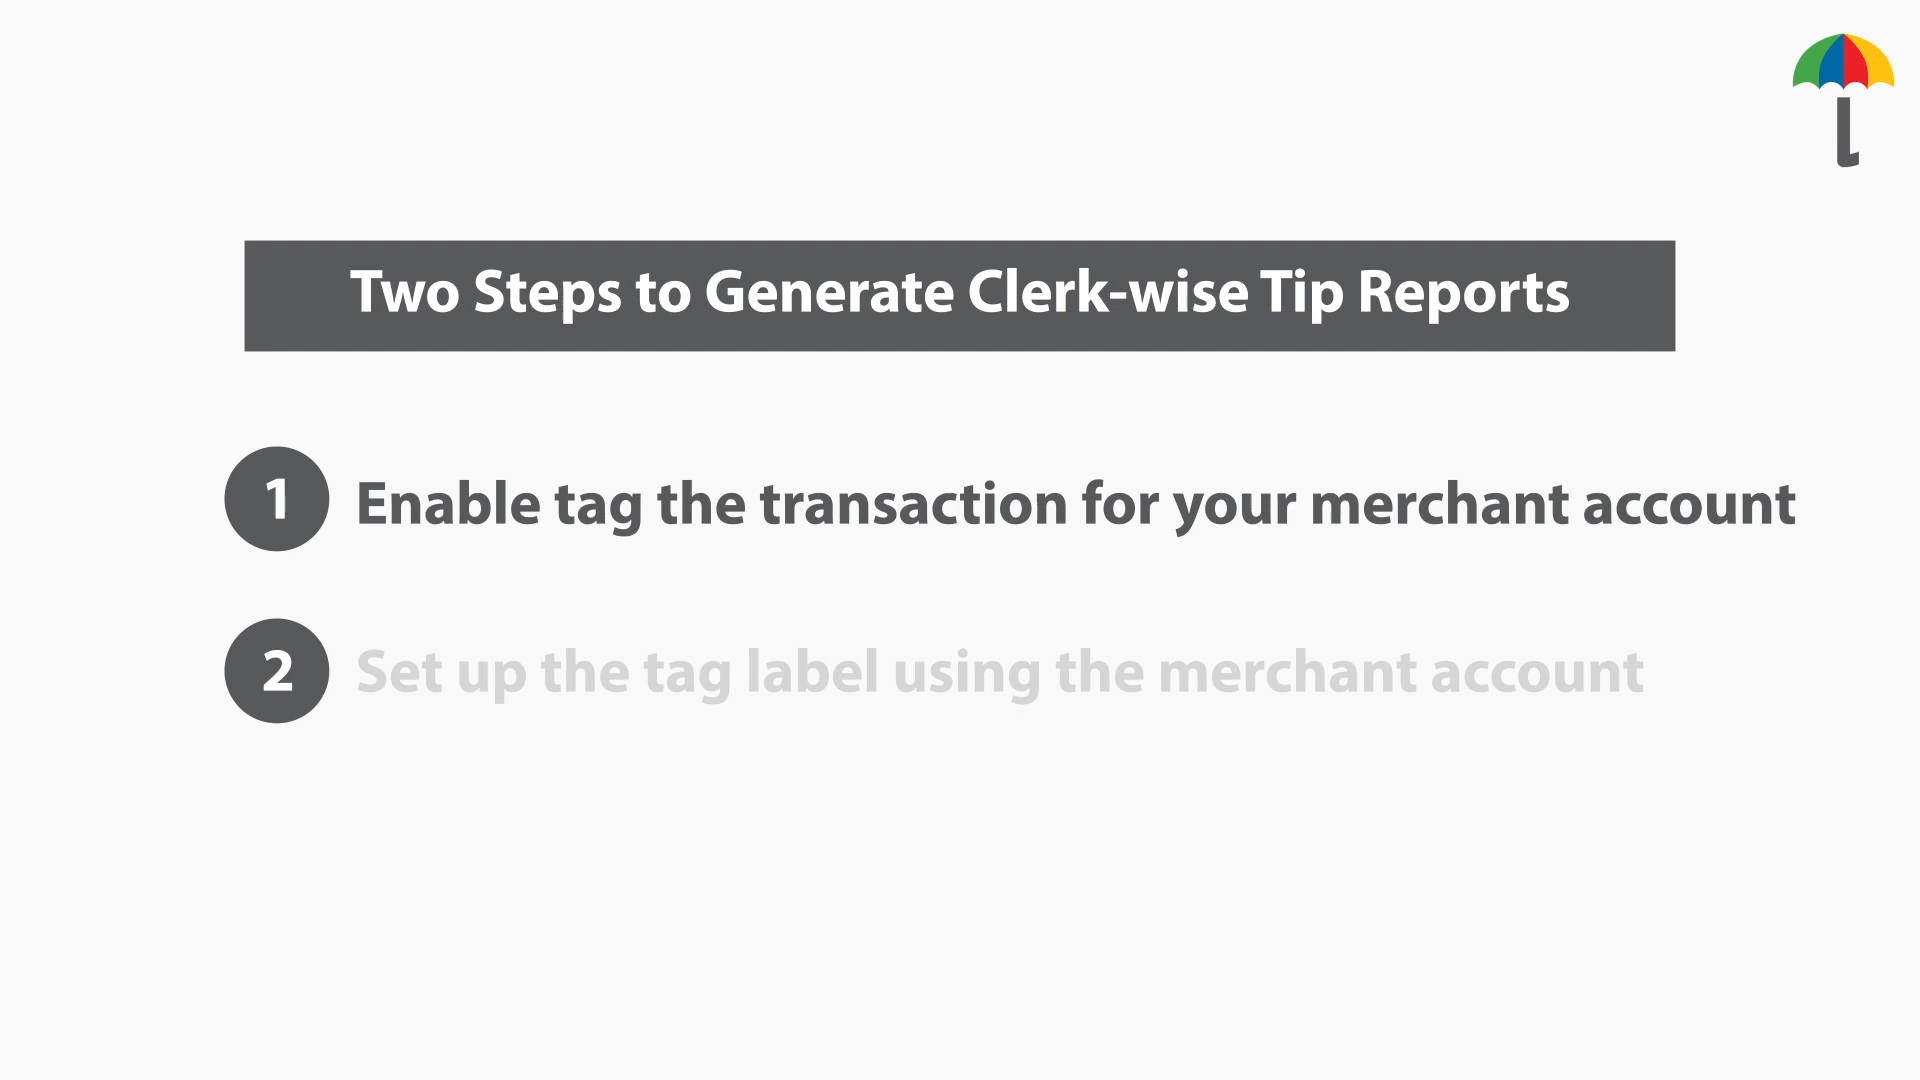 Two Steps to Generate Clerk-wise Tip Reports
1 Enable tag the transaction for your merchant account
2 Set up the tag label using the merchant account